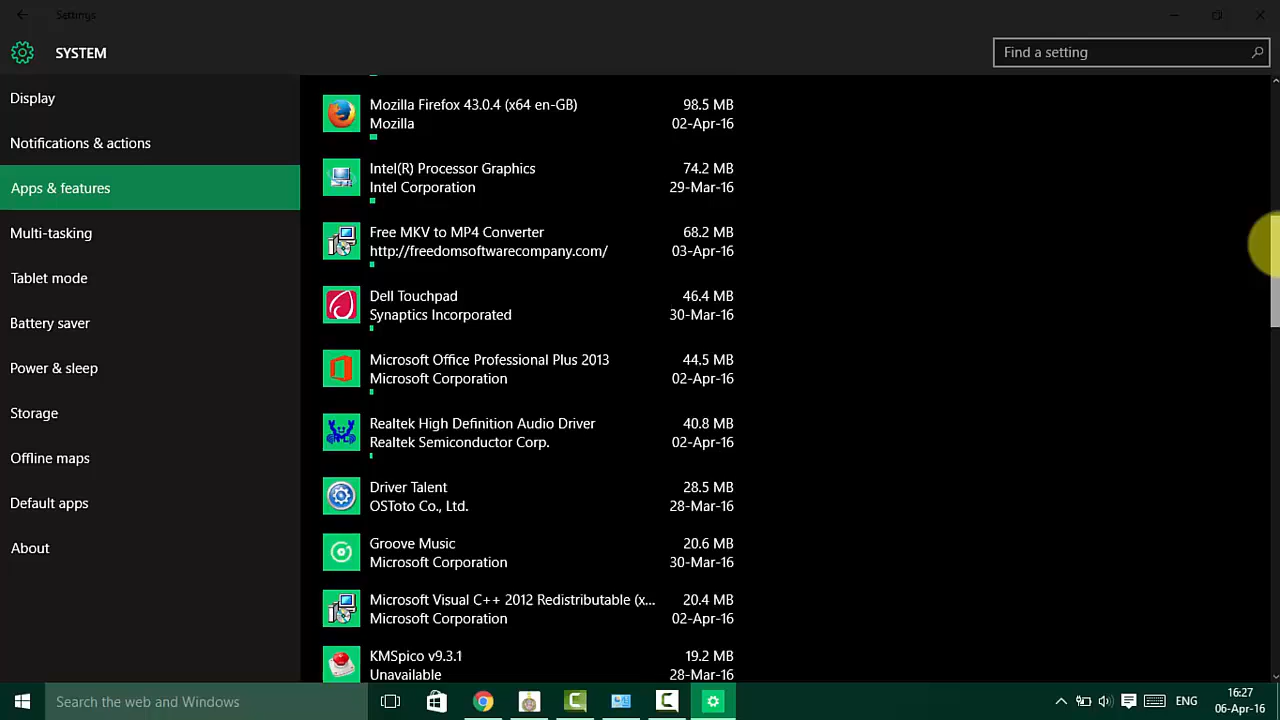 Settings
SYSTEM
Find a setting
Display
Notifications & actions
Apps & features
Multi-tasking
Tablet mode
Battery saver
Power & sleep
Storage
Offline maps
Default apps
About
Mozilla Firefox 43.0.4 (x64 en-GB) 98.5 MB
Mozilla 02-Apr-16
Intel(R) Processor Graphics 74.2 MB
Intel Corporation 29-Mar-16
Free MKV to MP4 Converter 68.2 MB
http://freedomsoftwarecompany.com/ 03-Apr-16
Dell Touchpad 46.4 MB
Synaptics Incorporated 30-Mar-16
Microsoft Office Professional Plus 2013 44.5 MB
Microsoft Corporation 02-Apr-16
Realtek High Definition Audio Driver 40.8 MB
Realtek Semiconductor Corp. 02-Apr-16
Driver Talent 28.5 MB
OSToto Co., Ltd. 28-Mar-16
Groove Music 20.6 MB
Microsoft Corporation 30-Mar-16
Microsoft Visual C++ 2012 Redistributable (x... 20.4 MB
Microsoft Corporation 02-Apr-16
KMSpico v9.3.1 19.2 MB
Unavailable 28-Mar-16
Search the web and Windows
ENG
16:27
06-Apr-16